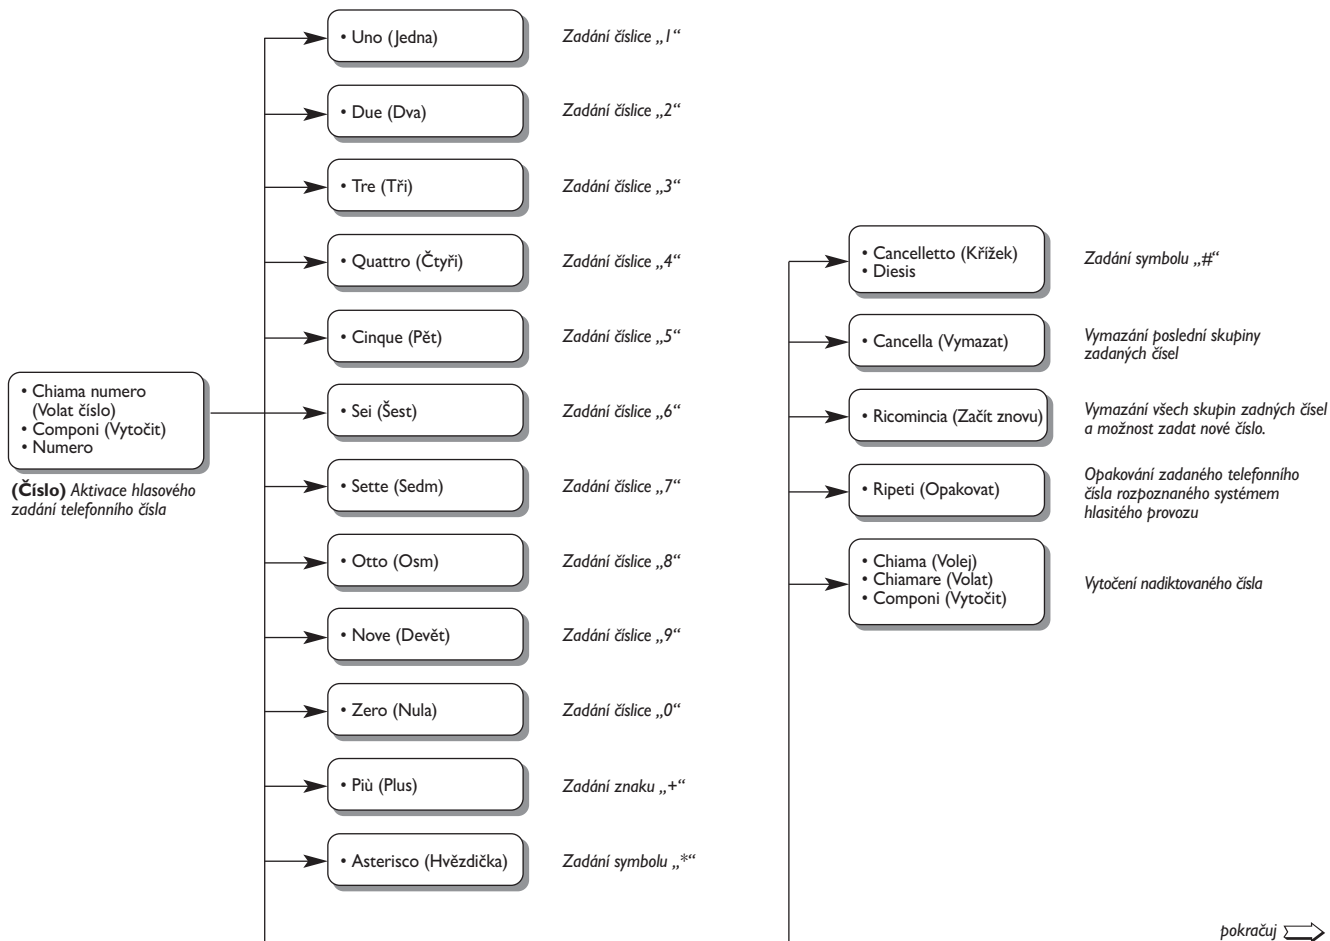 • Chiama numero
(Volat číslo)
• Componi (Vytočit)
• Numero
(Číslo) Aktivace hlasového
zadání telefonního čísla
• Uno (Jedna)
Zadání číslice „1“
• Due (Dva)
Zadání číslice „2“
• Tre (Tři)
Zadání číslice „3“
• Quattro (Čtyři)
Zadání číslice „4“
• Cinque (Pět)
Zadání číslice „5“
• Sei (Šest)
Zadání číslice „6“
• Sette (Sedm)
Zadání číslice „7“
• Otto (Osm)
Zadání číslice „8“
• Nove (Devět)
Zadání číslice „9“
• Zero (Nula)
Zadání číslice „0“
• Più (Plus)
Zadání znaku „+“
• Asterisco (Hvězdička)
Zadání symbolu „*“
• Cancelletto (Křížek)
• Diesis
Zadání symbolu „#“
• Cancella (Vymazat)
Vymazání poslední skupiny
zadaných čísel
• Ricomincia (Začít znovu)
Vymazání všech skupin zadných čísel
a možnost zadat nové číslo.
• Ripeti (Opakovat)
Opakování zadaného telefonního
čísla rozpoznaného systémem
hlasitého provozu
• Chiama (Volej)
• Chiamare (Volat)
• Componi (Vytočit)
Vytočení nadiktovaného čísla
pokračuj